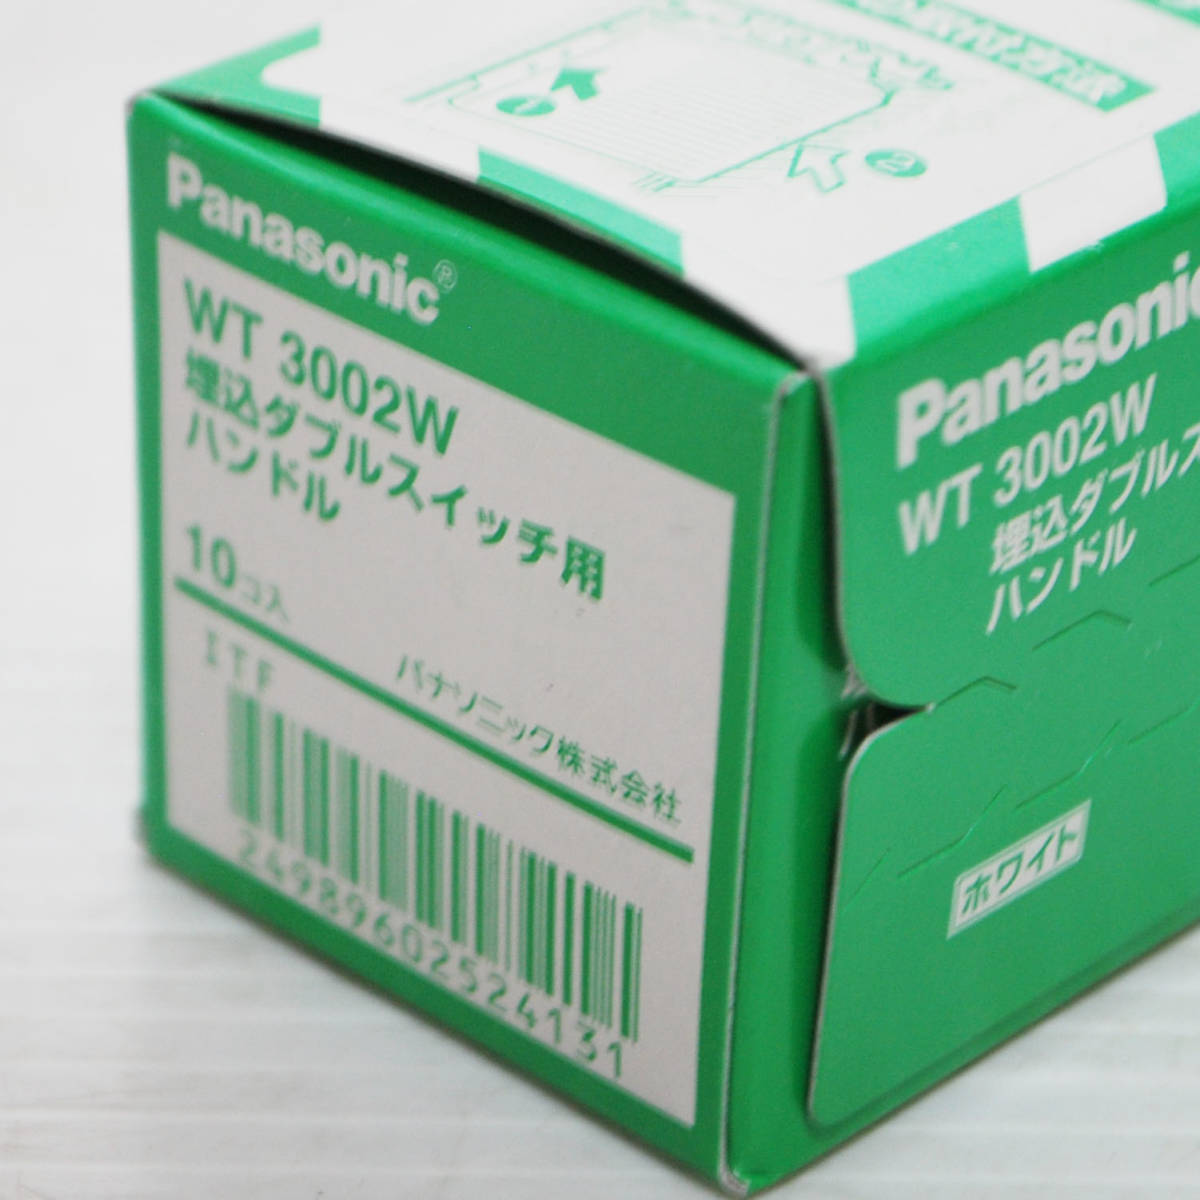 Panasonic®
WT 3002W
埋込ダブルスイッチ用
ハンドル
10コ入
パナソニック株式会社
ITF
24989602524131
1
2
Panasonic
WT 3002W
埋込ダブルス
ハンドル
ホワイト